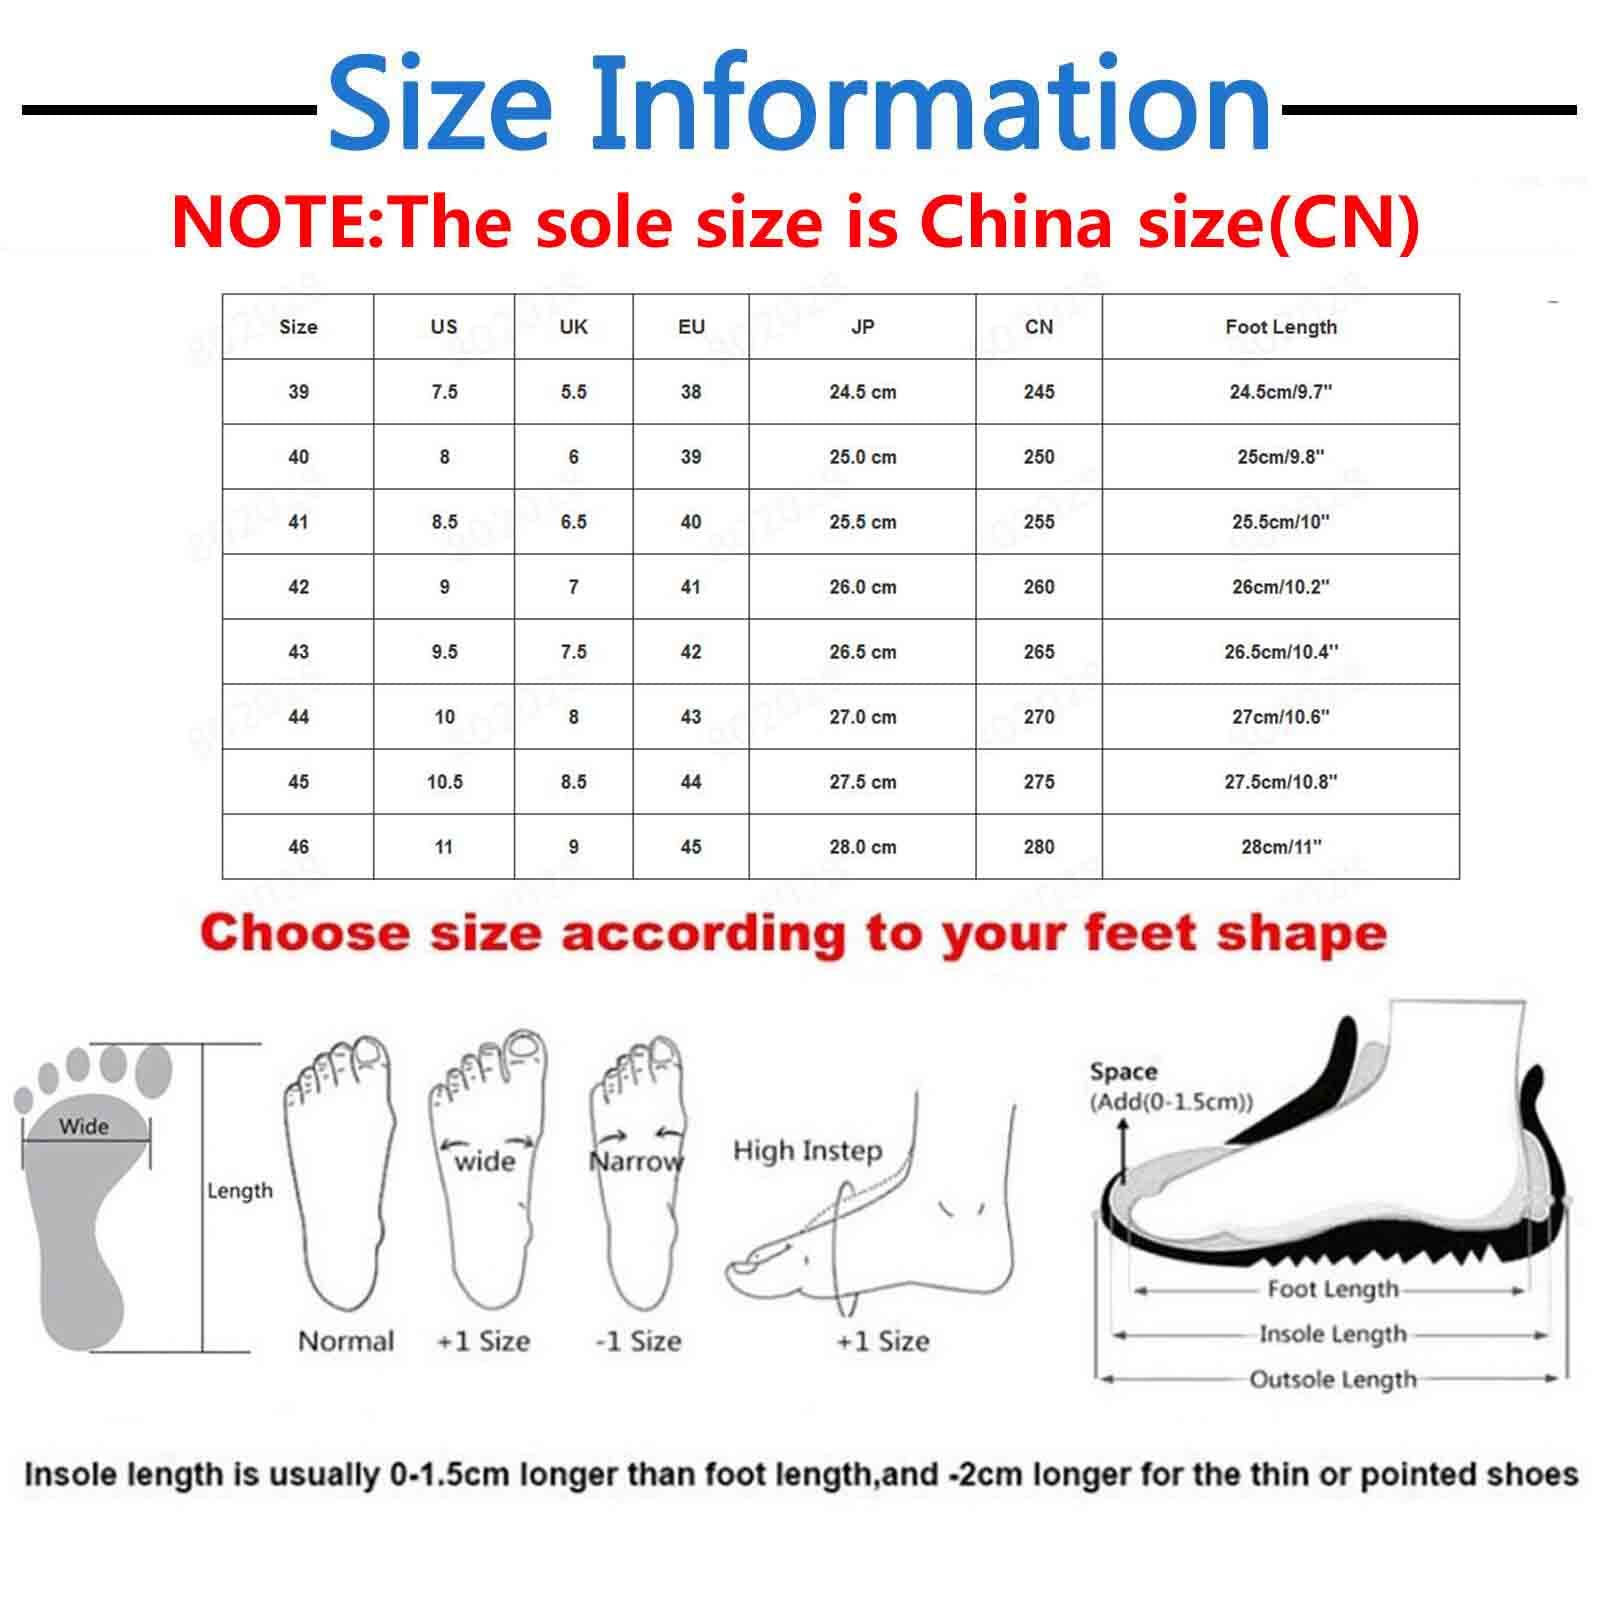 Size Information
NOTE:The sole size is China size(CN)
Size US UK EU JP CN Foot Length
39 7.5 5.5 38 24.5 cm 245 24.5cm/9.7"
40 8 6 39 25.0 cm 250 25cm/9.8"
41 8.5 6.5 40 25.5 cm 255 25.5cm/10"
42 9 7 41 26.0 cm 260 26cm/10.2"
43 9.5 7.5 42 26.5 cm 265 26.5cm/10.4"
44 10 8 43 27.0 cm 270 27cm/10.6"
45 10.5 8.5 44 27.5 cm 275 27.5cm/10.8"
46 11 9 45 28.0 cm 280 28cm/11"
Choose size according to your feet shape
Wide
Length
Normal
wide
+1 Size
Narrow
-1 Size
High Instep
+1 Size
Space
(Add(0-1.5cm))
Foot Length
Insole Length
Outsole Length
Insole length is usually 0-1.5cm longer than foot length,and -2cm longer for the thin or pointed shoes